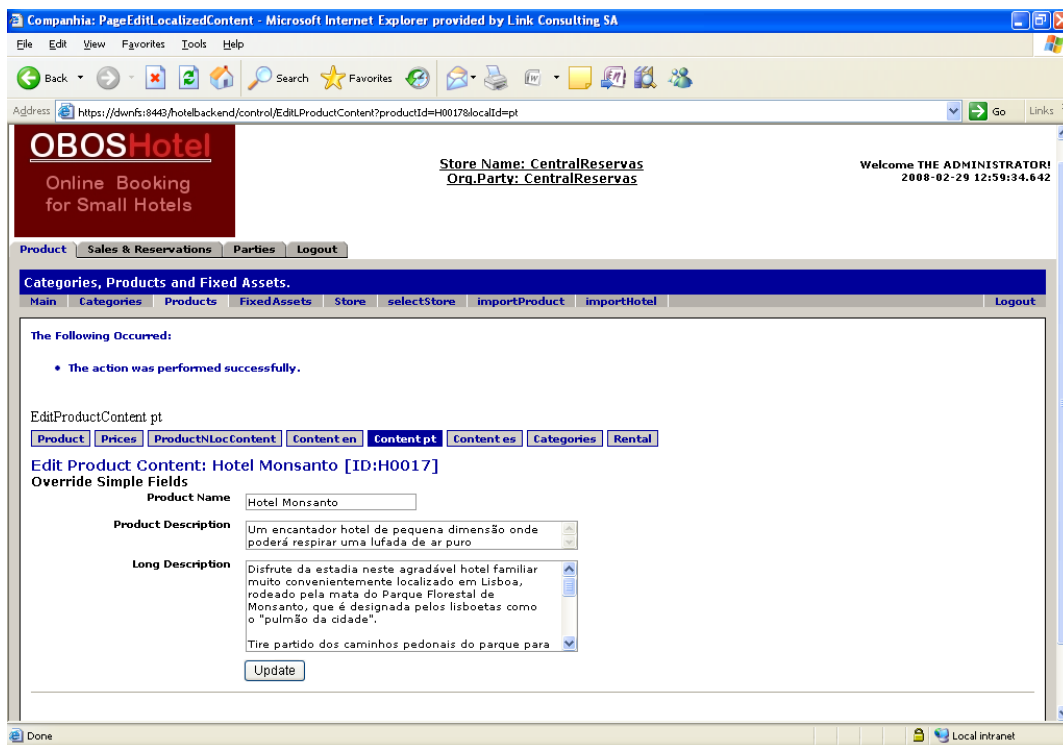 Companhia: PageEditLocalizedContent - Microsoft Internet Explorer provided by Link Consulting SA
File Edit View Favorites Tools Help
Back Search Favorites
Address https://dwnfs:8443/hotelbackend/control/EditLProductContent?productId=H0017&localId=pt Go Links
OBOSHotel
Online Booking
for Small Hotels
Store Name: CentralReservas
Org.Party: CentralReservas
Welcome THE ADMINISTRATOR!
2008-02-29 12:59:34.642
Product Sales & Reservations Parties Logout
Categories, Products and Fixed Assets.
Main Categories Products FixedAssets Store selectStore importProduct importHotel Logout
The Following Occurred:
• The action was performed successfully.
EditProductContent pt
Product Prices ProductNLocContent Content en Content pt Content es Categories Rental
Edit Product Content: Hotel Monsanto [ID:H0017]
Override Simple Fields
Product Name Hotel Monsanto
Product Description Um encantador hotel de pequena dimensão onde
poderá respirar uma lufada de ar puro
Long Description Disfrute da estadia neste agradável hotel familiar
muito convenientemente localizado em Lisboa,
rodeado pela mata do Parque Florestal de
Monsanto, que é designada pelos lisboetas como
o "pulmão da cidade".
Tire partido dos caminhos pedonais do parque para
Update
Done Local intranet